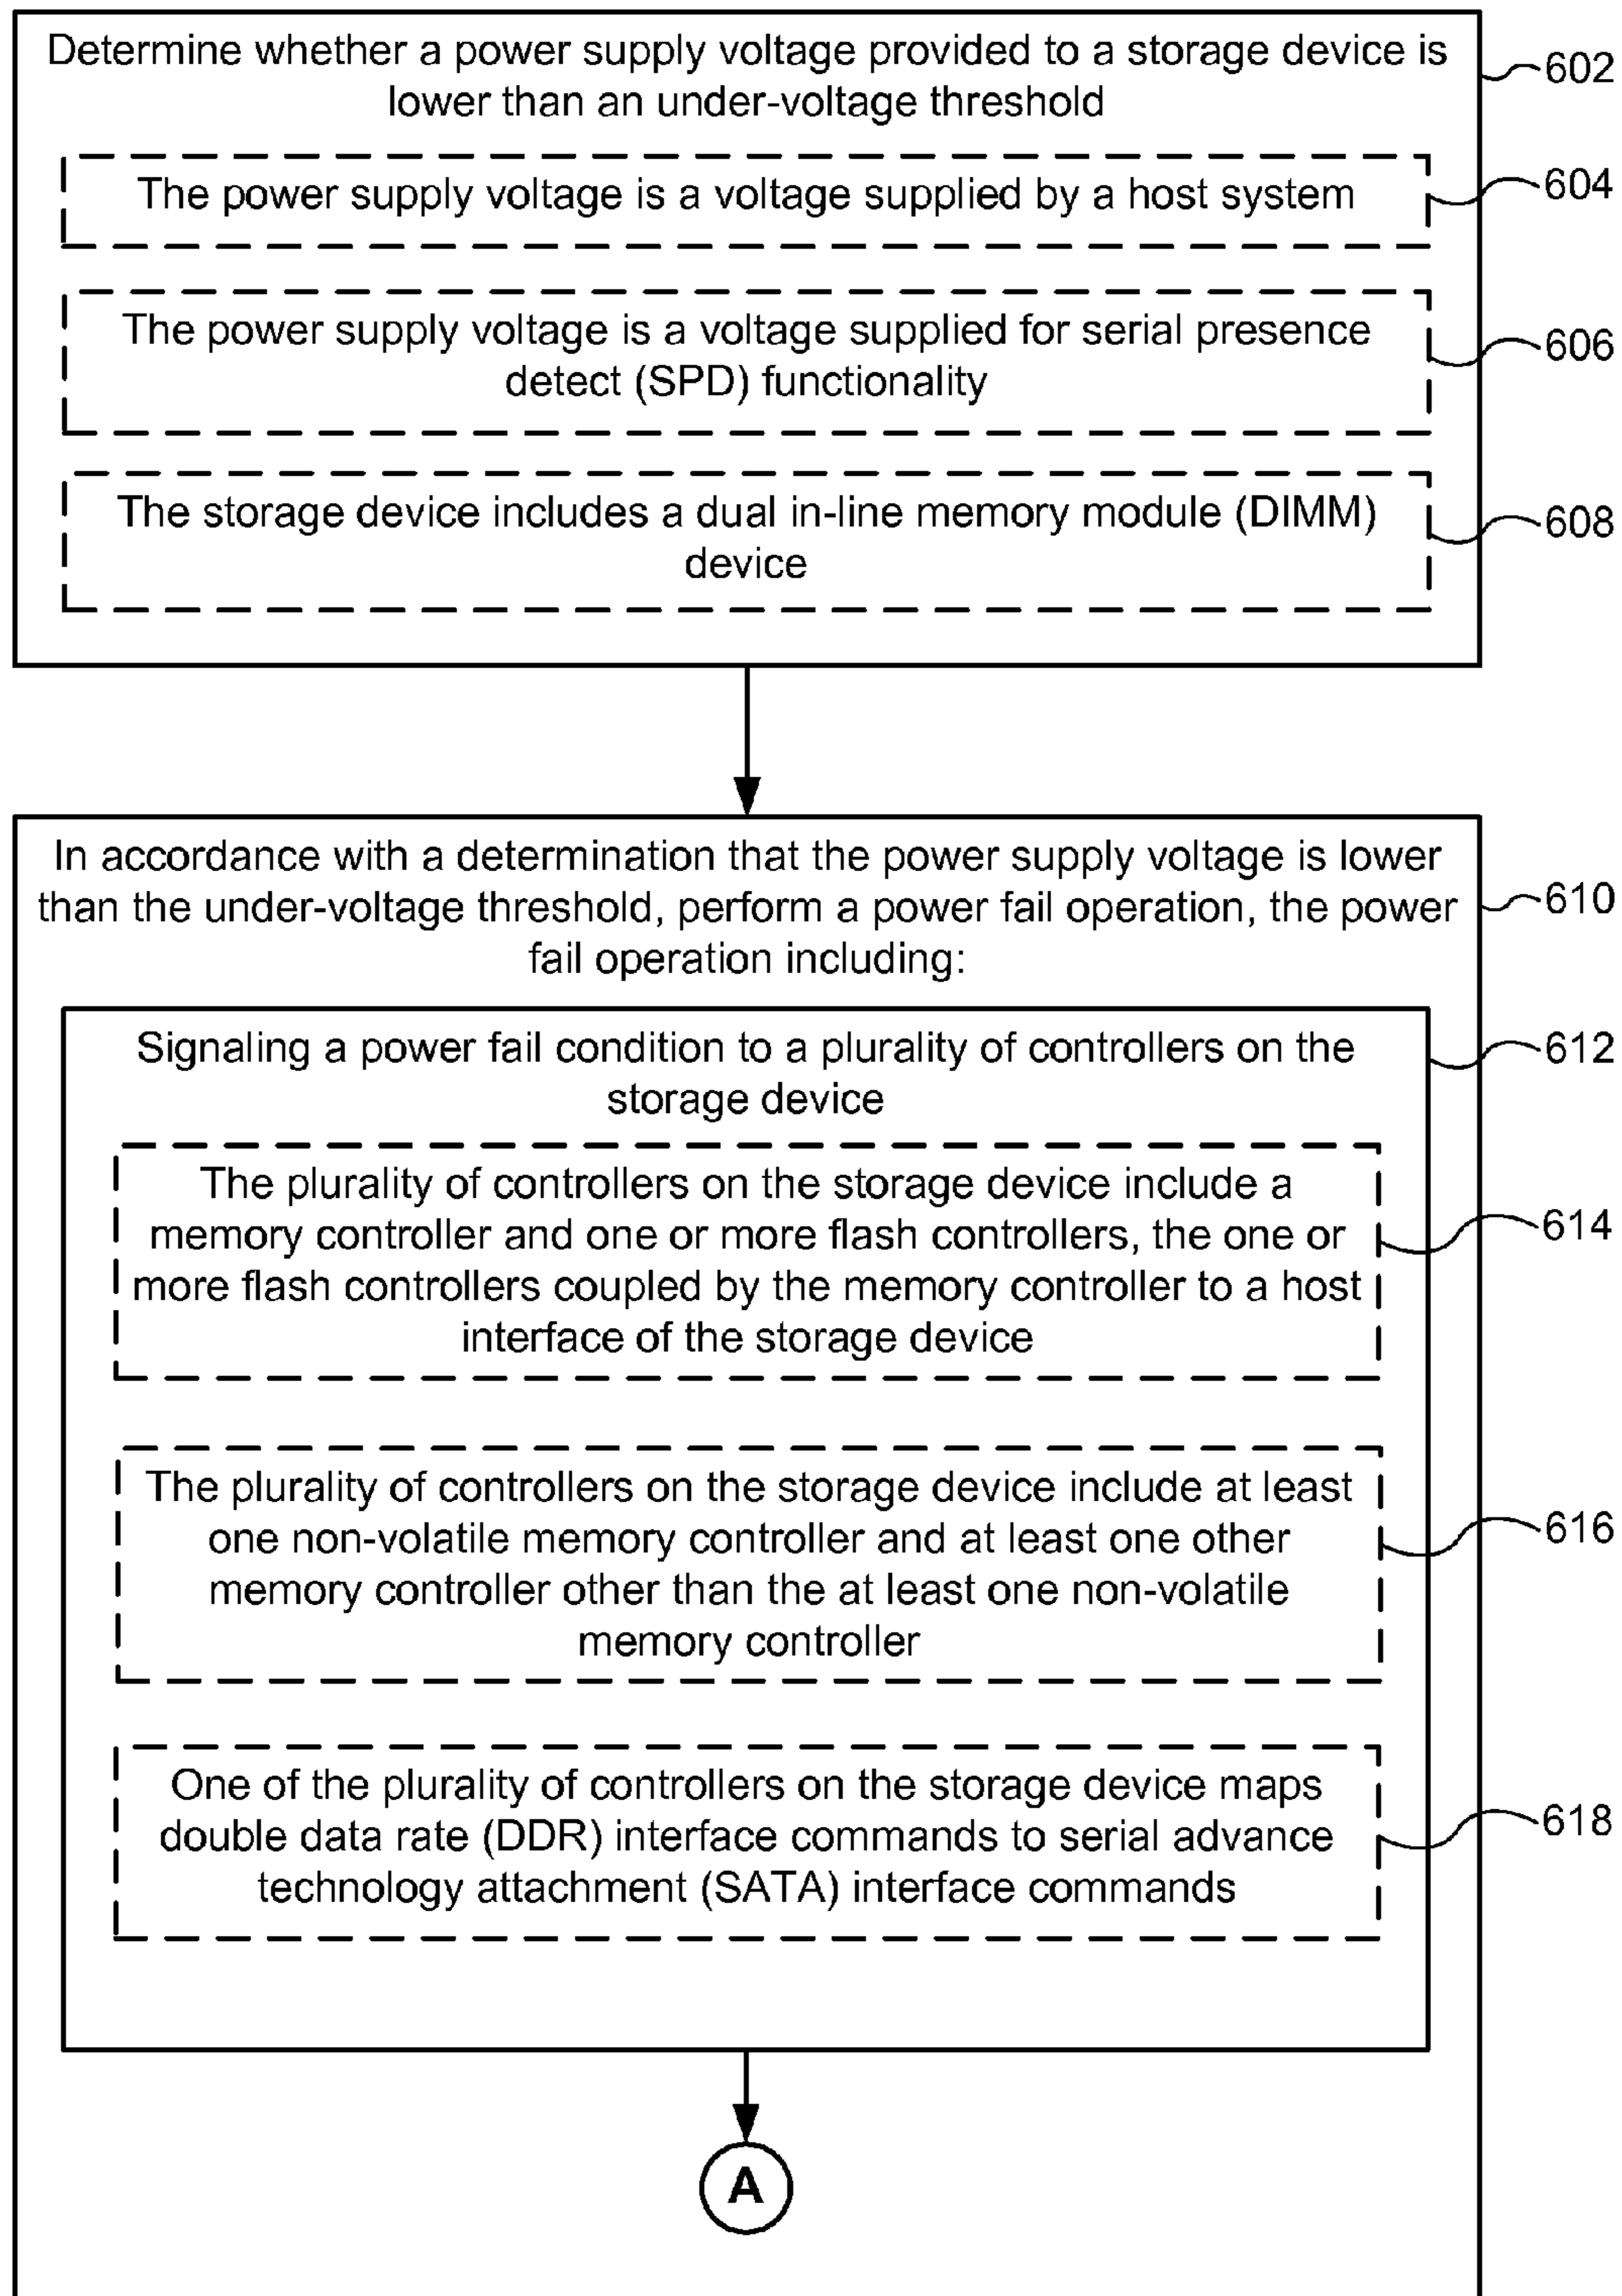 Determine whether a power supply voltage provided to a storage device is
lower than an under-voltage threshold
602
The power supply voltage is a voltage supplied by a host system
604
The power supply voltage is a voltage supplied for serial presence
detect (SPD) functionality
606
The storage device includes a dual in-line memory module (DIMM)
device
608
In accordance with a determination that the power supply voltage is lower
than the under-voltage threshold, perform a power fail operation, the power
fail operation including:
610
Signaling a power fail condition to a plurality of controllers on the
storage device
612
The plurality of controllers on the storage device include a
memory controller and one or more flash controllers, the one or
more flash controllers coupled by the memory controller to a host
interface of the storage device
614
The plurality of controllers on the storage device include at least
one non-volatile memory controller and at least one other
memory controller other than the at least one non-volatile
memory controller
616
One of the plurality of controllers on the storage device maps
double data rate (DDR) interface commands to serial advance
technology attachment (SATA) interface commands
618
A